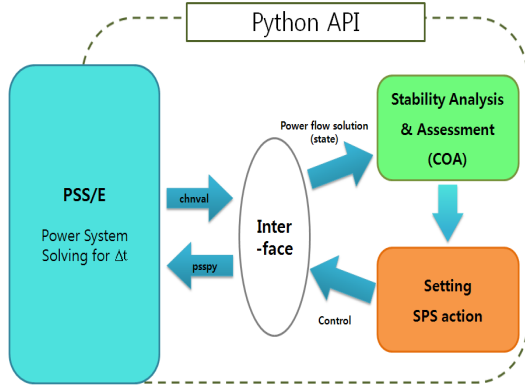 Python API
PSS/E
Power System
Solving for Δt
chnval
psspy
Inter
-face
Power flow solution
(state)
Control
Stability Analysis
& Assessment
(COA)
Setting
SPS action